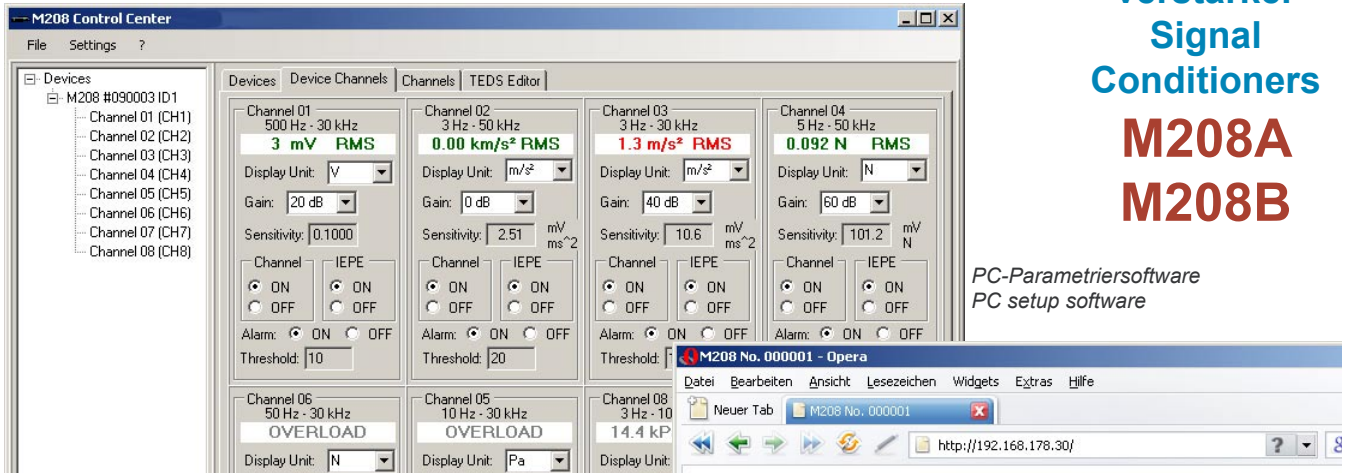 M208 Control Center
File Settings ?
Devices
M208 #090003 ID1
Channel 01 (CH1)
Channel 02 (CH2)
Channel 03 (CH3)
Channel 04 (CH4)
Channel 05 (CH5)
Channel 06 (CH6)
Channel 07 (CH7)
Channel 08 (CH8)
Devices Device Channels Channels TEDS Editor
Channel 01
500 Hz - 30 kHz
3 mV RMS
Display Unit: V
Gain: 20 dB
Sensitivity: 0.1000
Channel IEPE
ON ON
OFF OFF
Alarm: ON OFF
Threshold: 10
Channel 02
3 Hz - 50 kHz
0.00 km/s² RMS
Display Unit: m/s²
Gain: 0 dB
Sensitivity: 2.51 mV
ms^2
Channel IEPE
ON ON
OFF OFF
Alarm: ON OFF
Threshold: 20
Channel 03
3 Hz - 30 kHz
1.3 m/s² RMS
Display Unit: m/s²
Gain: 40 dB
Sensitivity: 10.6 mV
ms^2
Channel IEPE
ON ON
OFF OFF
Alarm: ON OFF
Threshold:
Channel 04
5 Hz - 50 kHz
0.092 N RMS
Display Unit: N
Gain: 60 dB
Sensitivity: 101.2 mV
N
Channel IEPE
ON ON
OFF OFF
Alarm: ON OFF
Channel 06
50 Hz - 30 kHz
OVERLOAD
Display Unit: N
Channel 05
10 Hz - 30 kHz
OVERLOAD
Display Unit: Pa
Channel 08
3 Hz - 10
14.4 kP
Display Unit:
Signal
Conditioners
M208A
M208B
PC-Parametriersoftware
PC setup software
M208 No. 000001 - Opera
Datei Bearbeiten Ansicht Lesezeichen Widgets Extras Hilfe
Neuer Tab M208 No. 000001
http://192.168.178.30/ ?